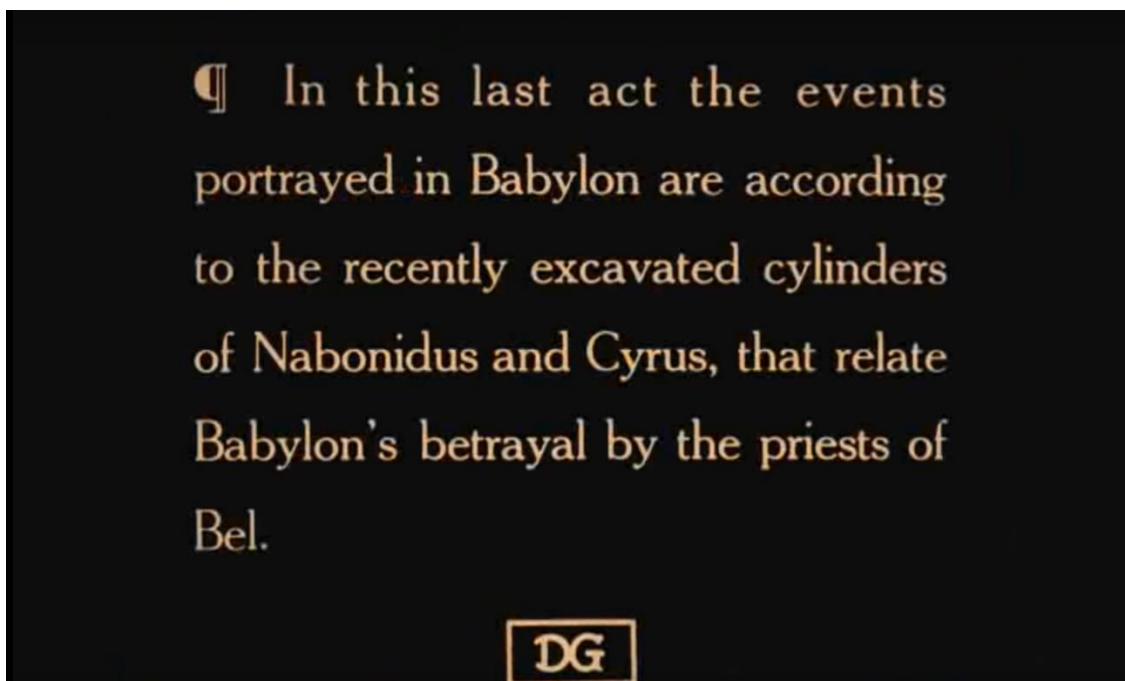 ¶ In this last act the events
portrayed in Babylon are according
to the recently excavated cylinders
of Nabonidus and Cyrus, that relate
Babylon's betrayal by the priests of
Bel.
DG